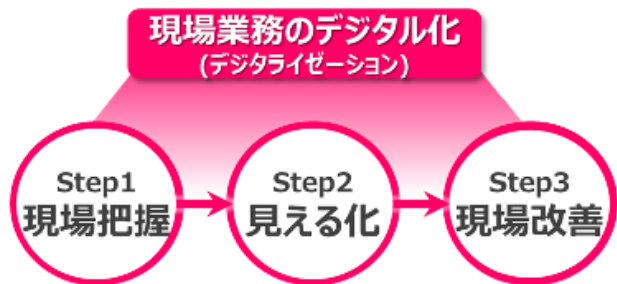 現場業務のデジタル化
(デジタライゼーション)
Step1
現場把握
Step2
見える化
Step3
現場改善